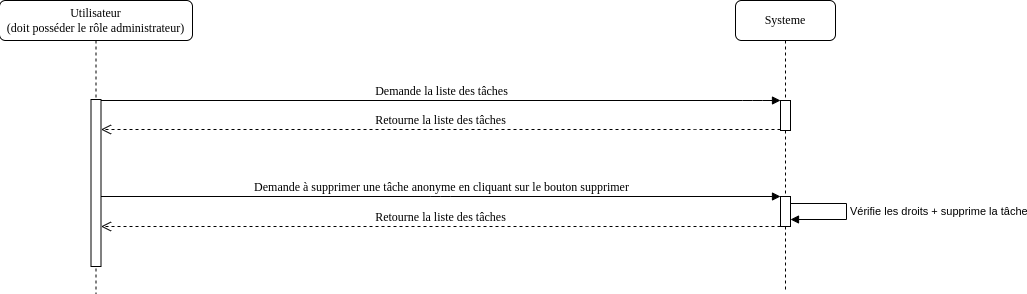 Utilisateur
(doit posséder le rôle administrateur)
Systeme
Demande la liste des tâches
Retourne la liste des tâches
Demande à supprimer une tâche anonyme en cliquant sur le bouton supprimer
Vérifie les droits + supprime la tâche
Retourne la liste des tâches